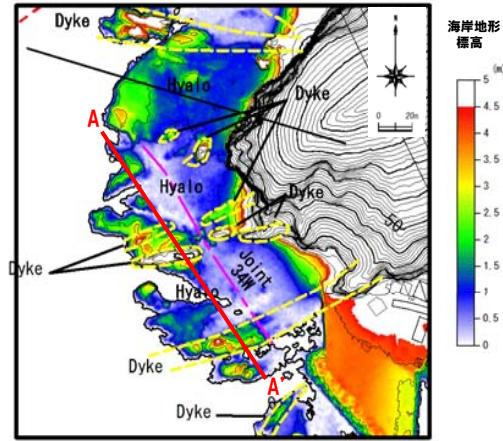 Dyke
N
0 20m
海岸地形
標高
(m)
5
4.5
4
3.5
3
2.5
2
1.5
1
.5
0
Hyalo
Dyke
A
Hyalo
Dyke
50
Joint
34W
Dyke
Hyalo
Dyke
A'
Dyke